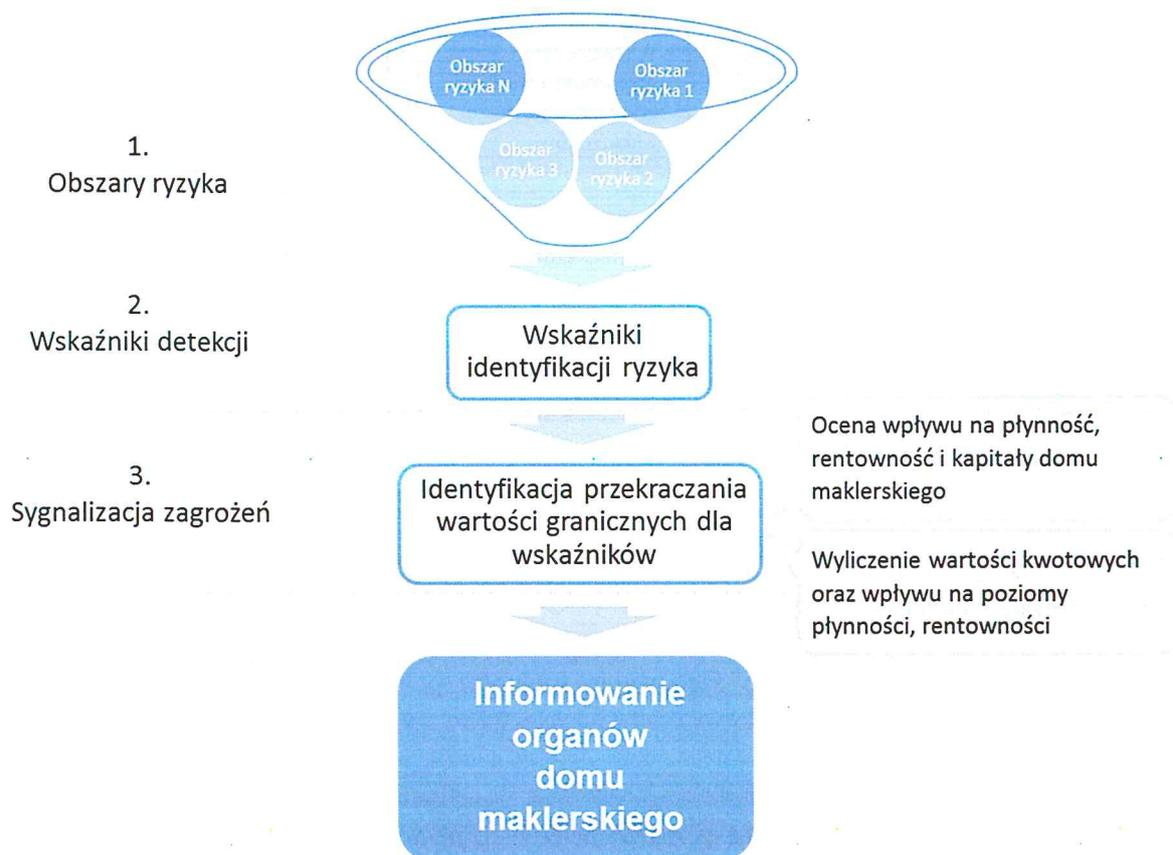 Obszar
ryzyka N
Obszar
ryzyka 1
Obszar
ryzyka 3
Obszar
ryzyka 2
1.
Obszary ryzyka
2.
Wskaźniki detekcji
Wskaźniki
identyfikacji ryzyka
3.
Sygnalizacja zagrożeń
Identyfikacja przekraczania
wartości granicznych dla
wskaźników
Ocena wpływu na płynność,
rentowność i kapitały domu
maklerskiego
Wyliczenie wartości kwotowych
oraz wpływu na poziomy
płynności, rentowności
Informowanie
organów
domu
maklerskiego